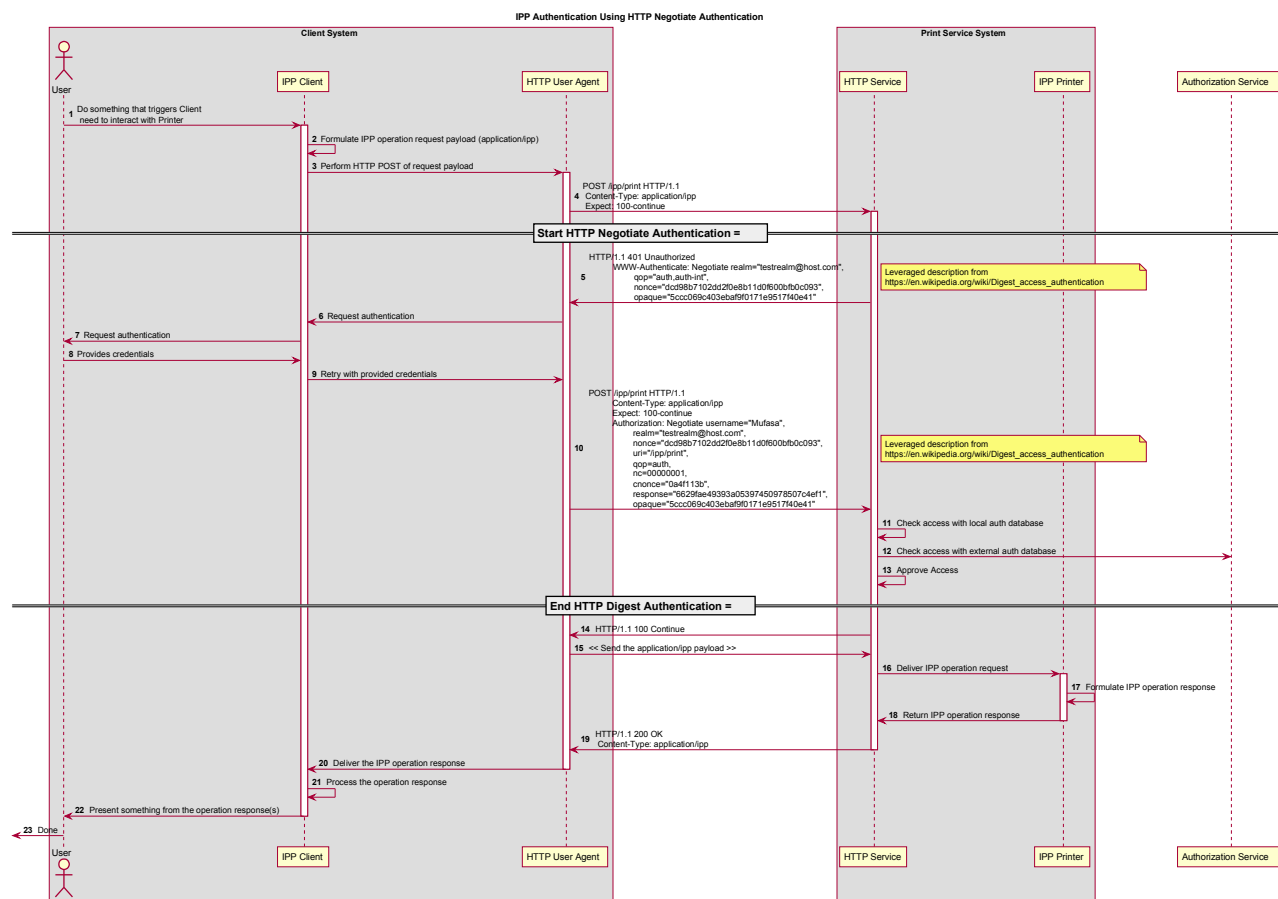 IPP Authentication Using HTTP Negotiate Authentication
Client System
Print Service System
User
IPP Client
HTTP User Agent
HTTP Service
IPP Printer
Authorization Service
1 Do something that triggers Client
need to interact with Printer
2 Formulate IPP operation request payload (application/ipp)
3 Perform HTTP POST of request payload
POST /ipp/print HTTP/1.1
4 Content-Type: application/ipp
Expect: 100-continue
Start HTTP Negotiate Authentication =
HTTP/1.1 401 Unauthorized
WWW-Authenticate: Negotiate realm="testrealm@host.com",
5 qop="auth,auth-int",
nonce="dcd98b7102dd2f0e8b11d0f600bfb0c093",
opaque="5ccc069c403ebaf9f0171e9517f40e41"
Leveraged description from
https://en.wikipedia.org/wiki/Digest_access_authentication
6 Request authentication
7 Request authentication
8 Provides credentials
9 Retry with provided credentials
POST /ipp/print HTTP/1.1
Content-Type: application/ipp
Expect: 100-continue
Authorization: Negotiate username="Mufasa",
realm="testrealm@host.com",
10 nonce="dcd98b7102dd2f0e8b11d0f600bfb0c093",
uri="/ipp/print",
qop=auth,
nc=00000001,
cnonce="0a4f113b",
response="6629fae49393a05397450978507c4ef1",
opaque="5ccc069c403ebaf9f0171e9517f40e41"
Leveraged description from
https://en.wikipedia.org/wiki/Digest_access_authentication
11 Check access with local auth database
12 Check access with external auth database
13 Approve Access
End HTTP Digest Authentication =
14 HTTP/1.1 100 Continue
15 << Send the application/ipp payload >>
16 Deliver IPP operation request
17 Formulate IPP operation response
18 Return IPP operation response
HTTP/1.1 200 OK
19 Content-Type: application/ipp
20 Deliver the IPP operation response
21 Process the operation response
22 Present something from the operation response(s)
23 Done
User
IPP Client
HTTP User Agent
HTTP Service
IPP Printer
Authorization Service